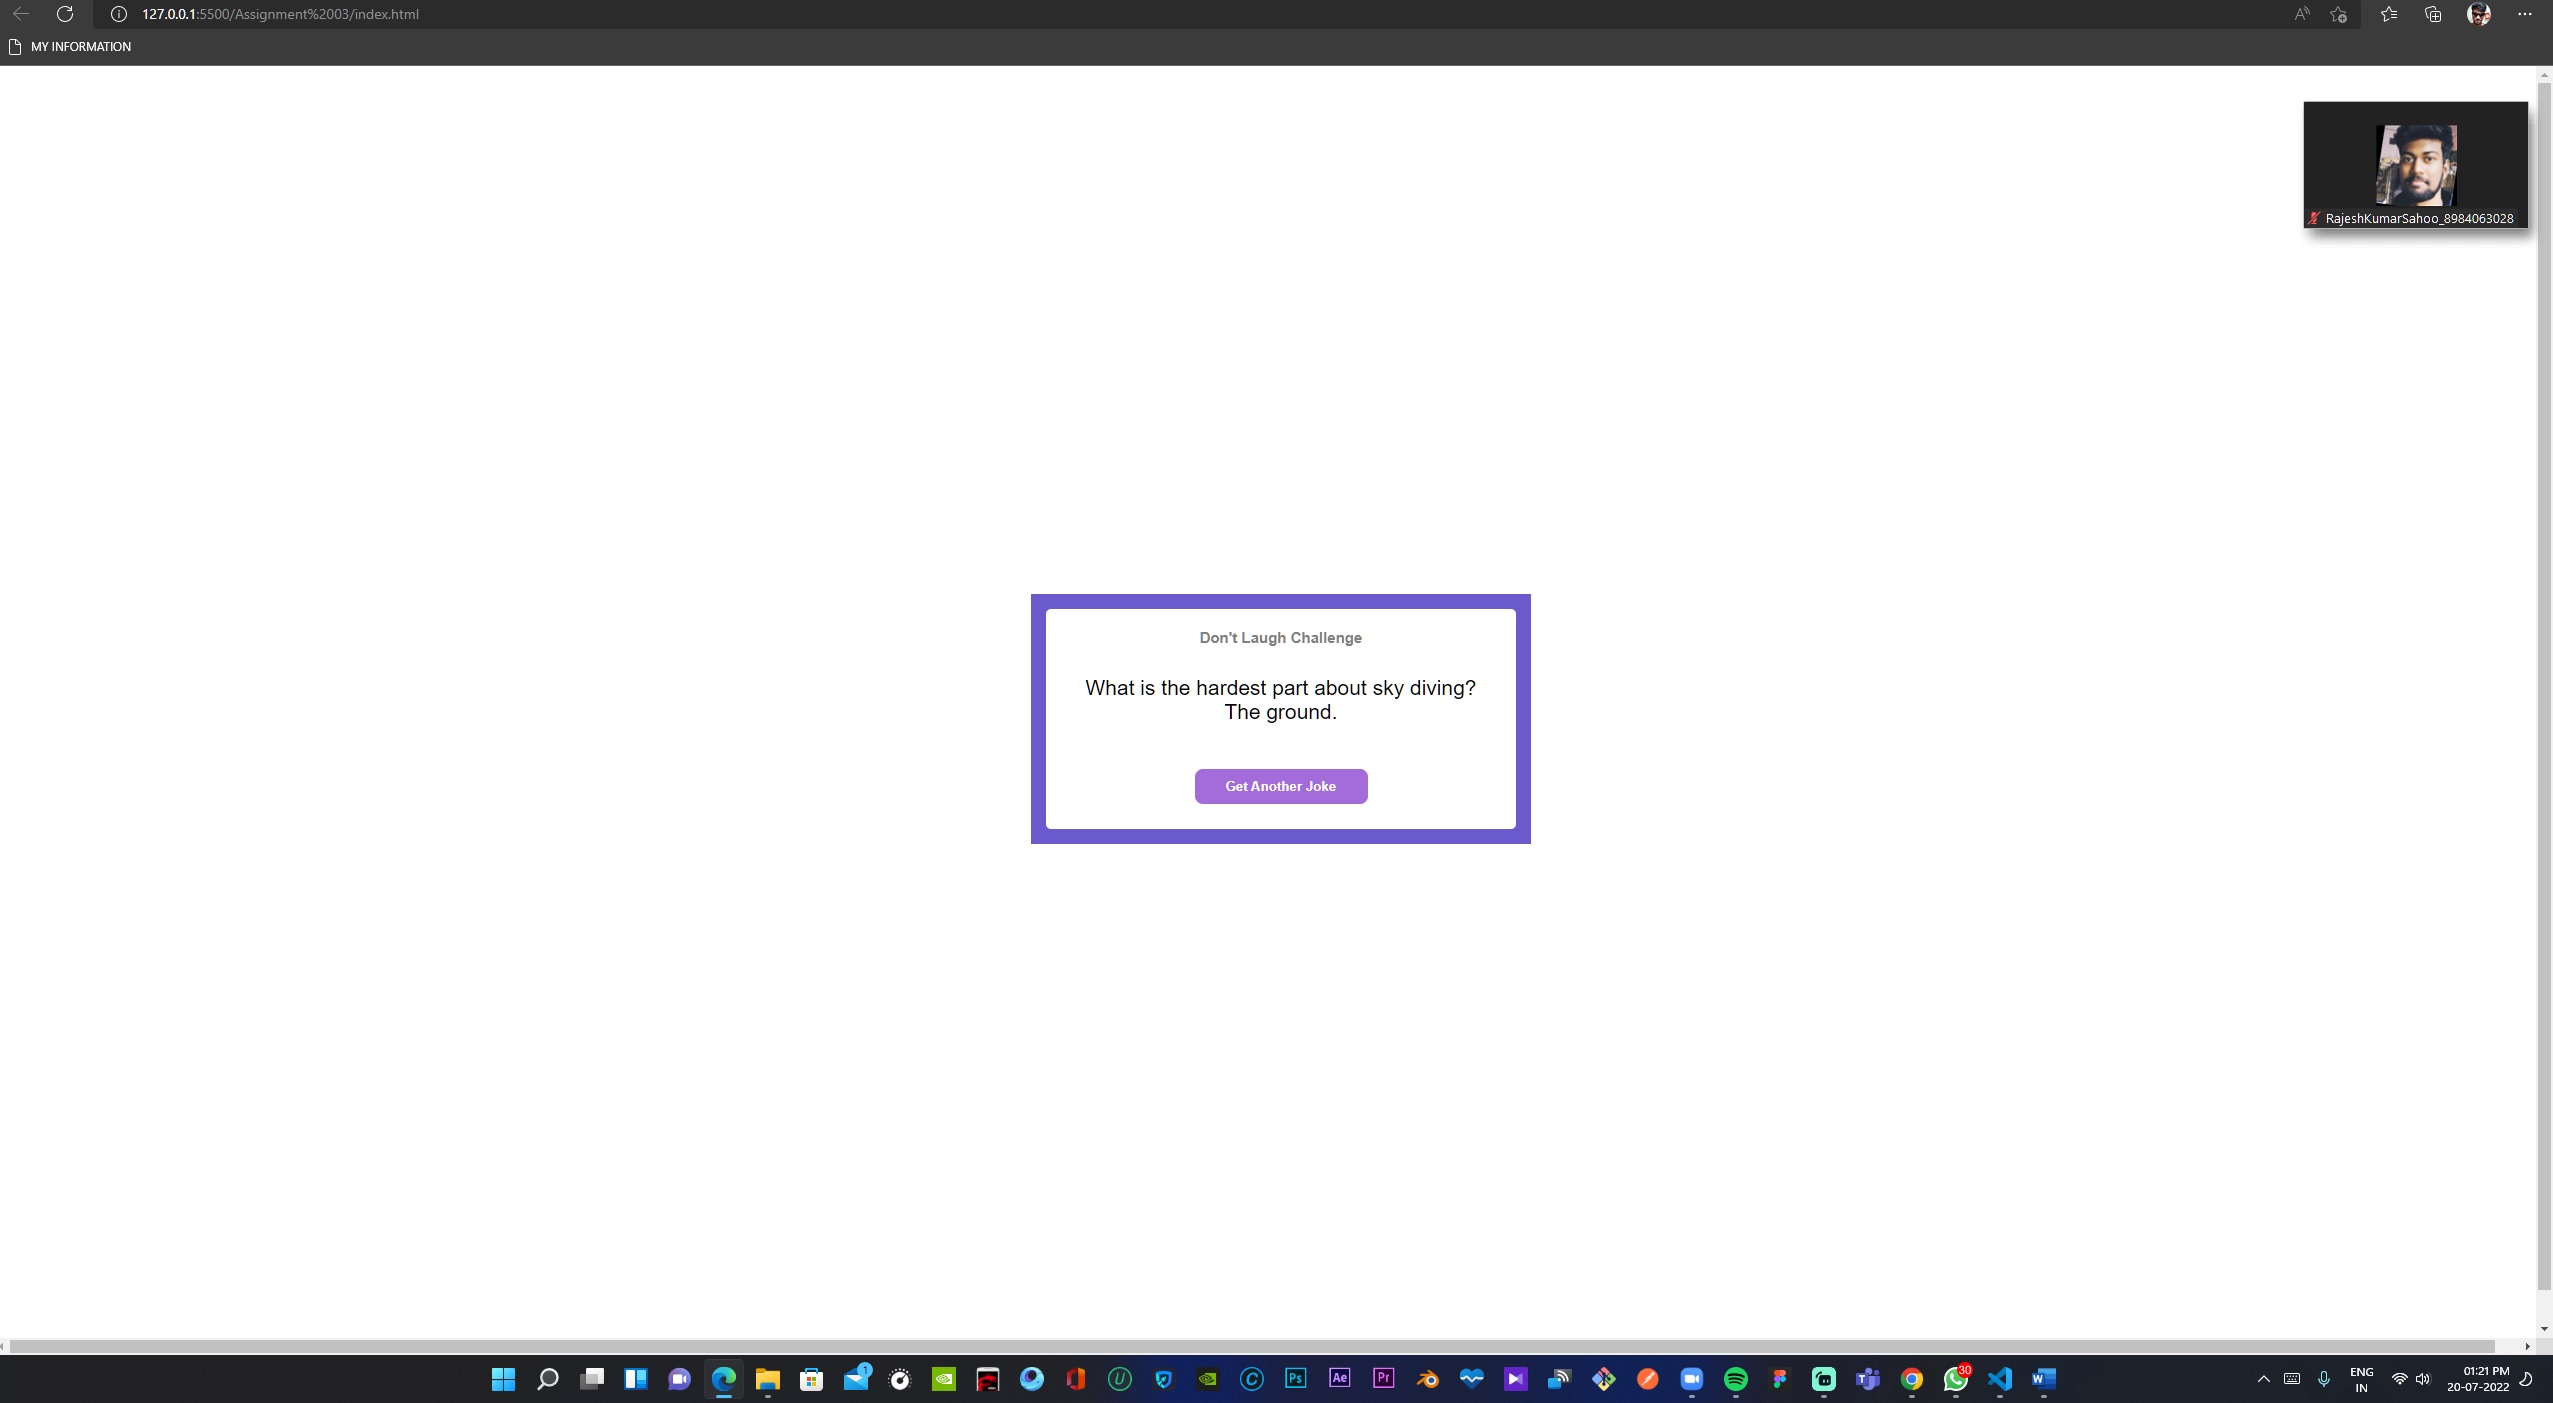 127.0.0.1:5500/Assignment%2003/index.html
MY INFORMATION
RajeshKumarSahoo_8984063028
Don't Laugh Challenge
What is the hardest part about sky diving?
The ground.
Get Another Joke
1
Ps
Ae
Pr
30
ENG
IN
01:21 PM
20-07-2022